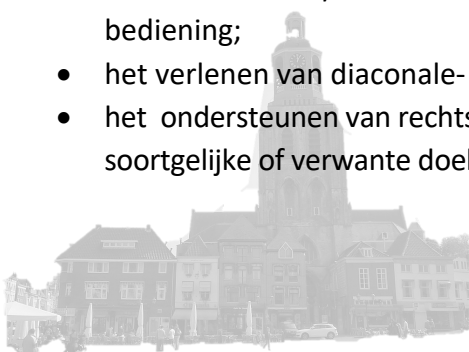 bediening;
• het verlenen van diaconale-
• het ondersteunen van rechts
soortgelijke of verwante doel